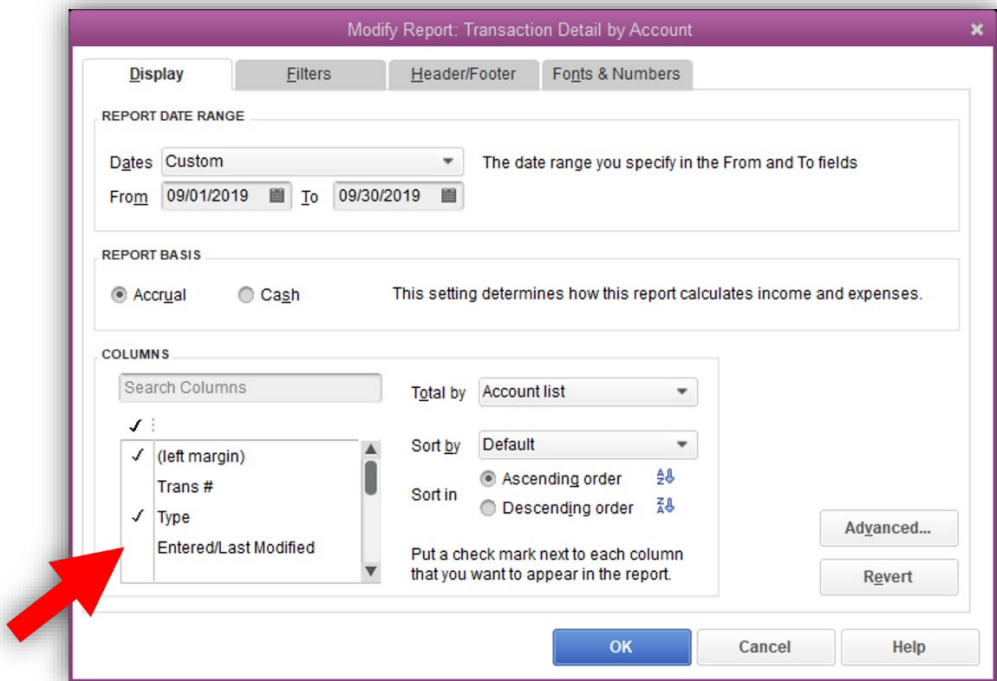 Modify Report: Transaction Detail by Account
Display Filters Header/Footer Fonts & Numbers
REPORT DATE RANGE
Dates Custom The date range you specify in the From and To fields
From 09/01/2019 To 09/30/2019
REPORT BASIS
Accrual Cash This setting determines how this report calculates income and expenses.
COLUMNS
Search Columns
Total by Account list
(left margin)
Trans #
Type
Entered/Last Modified
Sort by Default
Sort in Ascending order
Descending order
Put a check mark next to each column
that you want to appear in the report.
Advanced...
Revert
OK Cancel Help